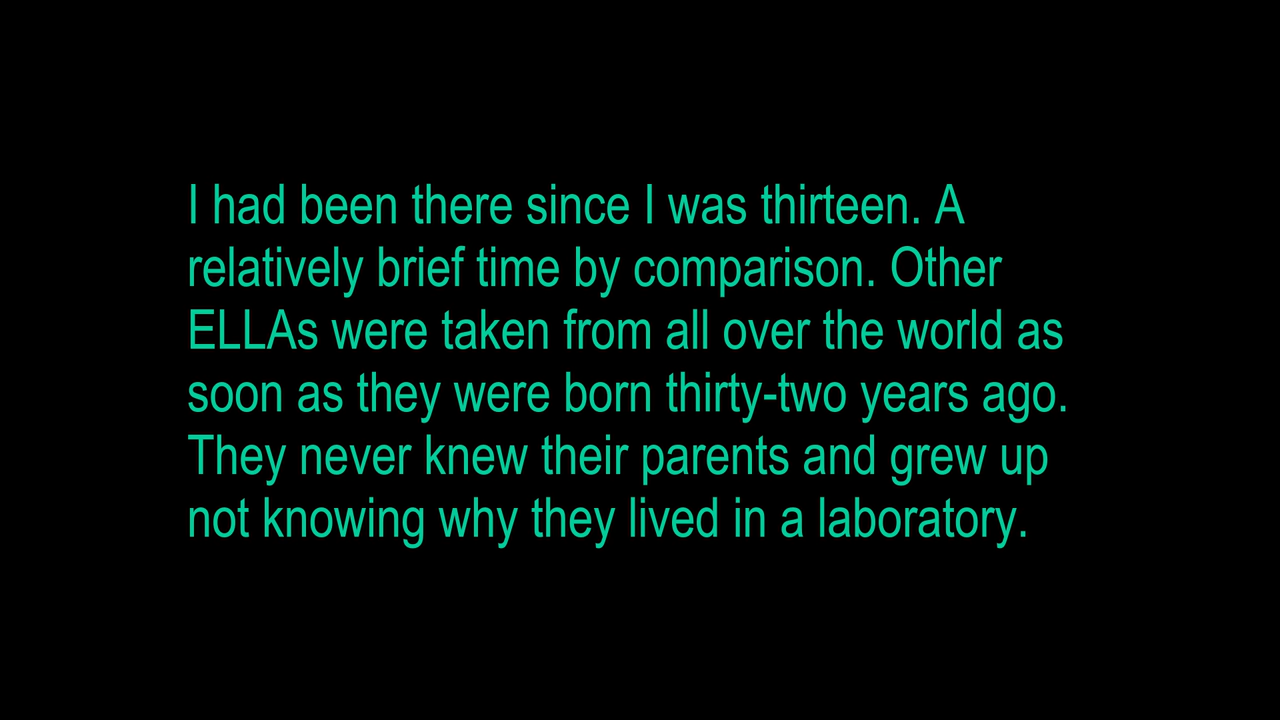 I had been there since I was thirteen. A
relatively brief time by comparison. Other
ELLAs were taken from all over the world as
soon as they were born thirty-two years ago.
They never knew their parents and grew up
not knowing why they lived in a laboratory.